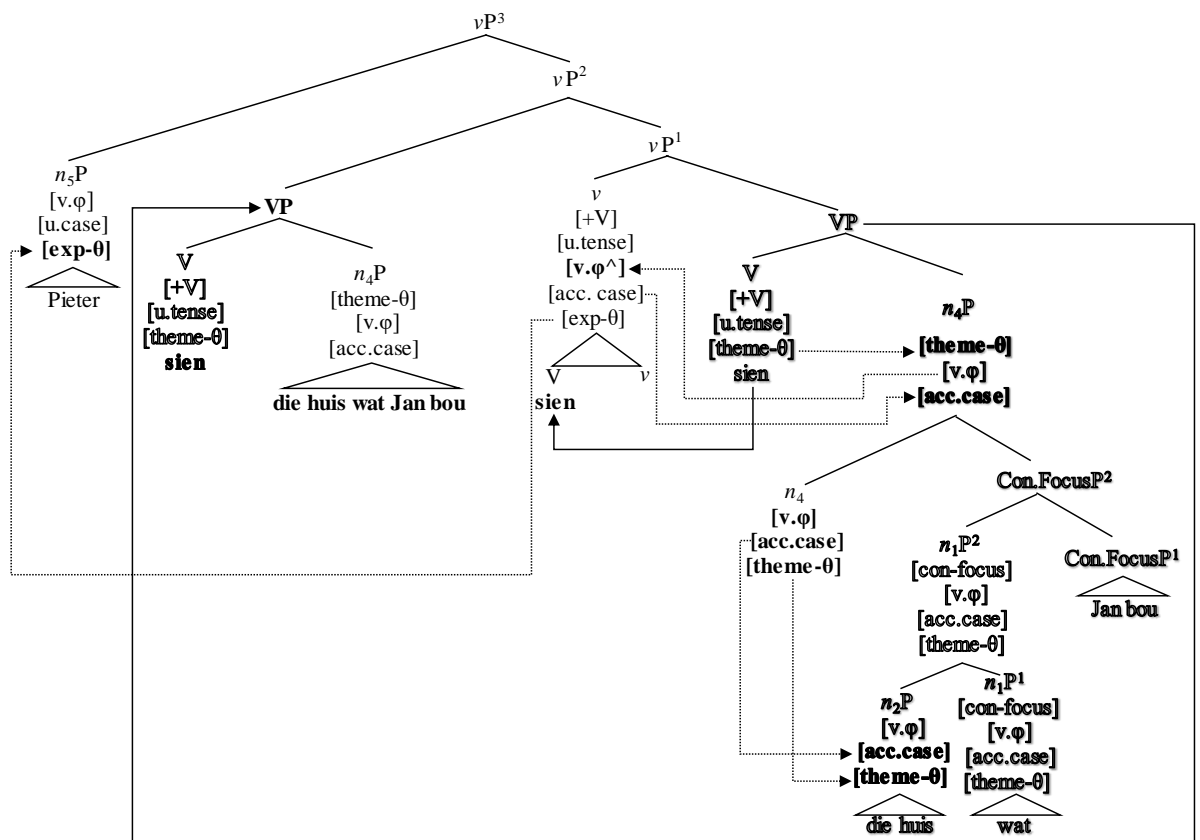 vP³
vP²
vP¹
n₅P
[v.φ]
[u.case]
[exp-θ]
Pieter
VP
V
[+V]
[u.tense]
[theme-θ]
sien
n₄P
[theme-θ]
[v.φ]
[acc.case]
die huis wat Jan bou
v
[+V]
[u.tense]
[v.φ^]
[acc. case]
[exp-θ]
V v
sien
VP
V
[+V]
[u.tense]
[theme-θ]
sien
n₄P
[theme-θ]
[v.φ]
[acc.case]
n₄
[v.φ]
[acc.case]
[theme-θ]
Con.FocusP²
n₁P²
[con-focus]
[v.φ]
[acc.case]
[theme-θ]
Con.FocusP¹
Jan bou
n₂P
[v.φ]
[acc.case]
[theme-θ]
die huis
n₁P¹
[con-focus]
[v.φ]
[acc.case]
[theme-θ]
wat